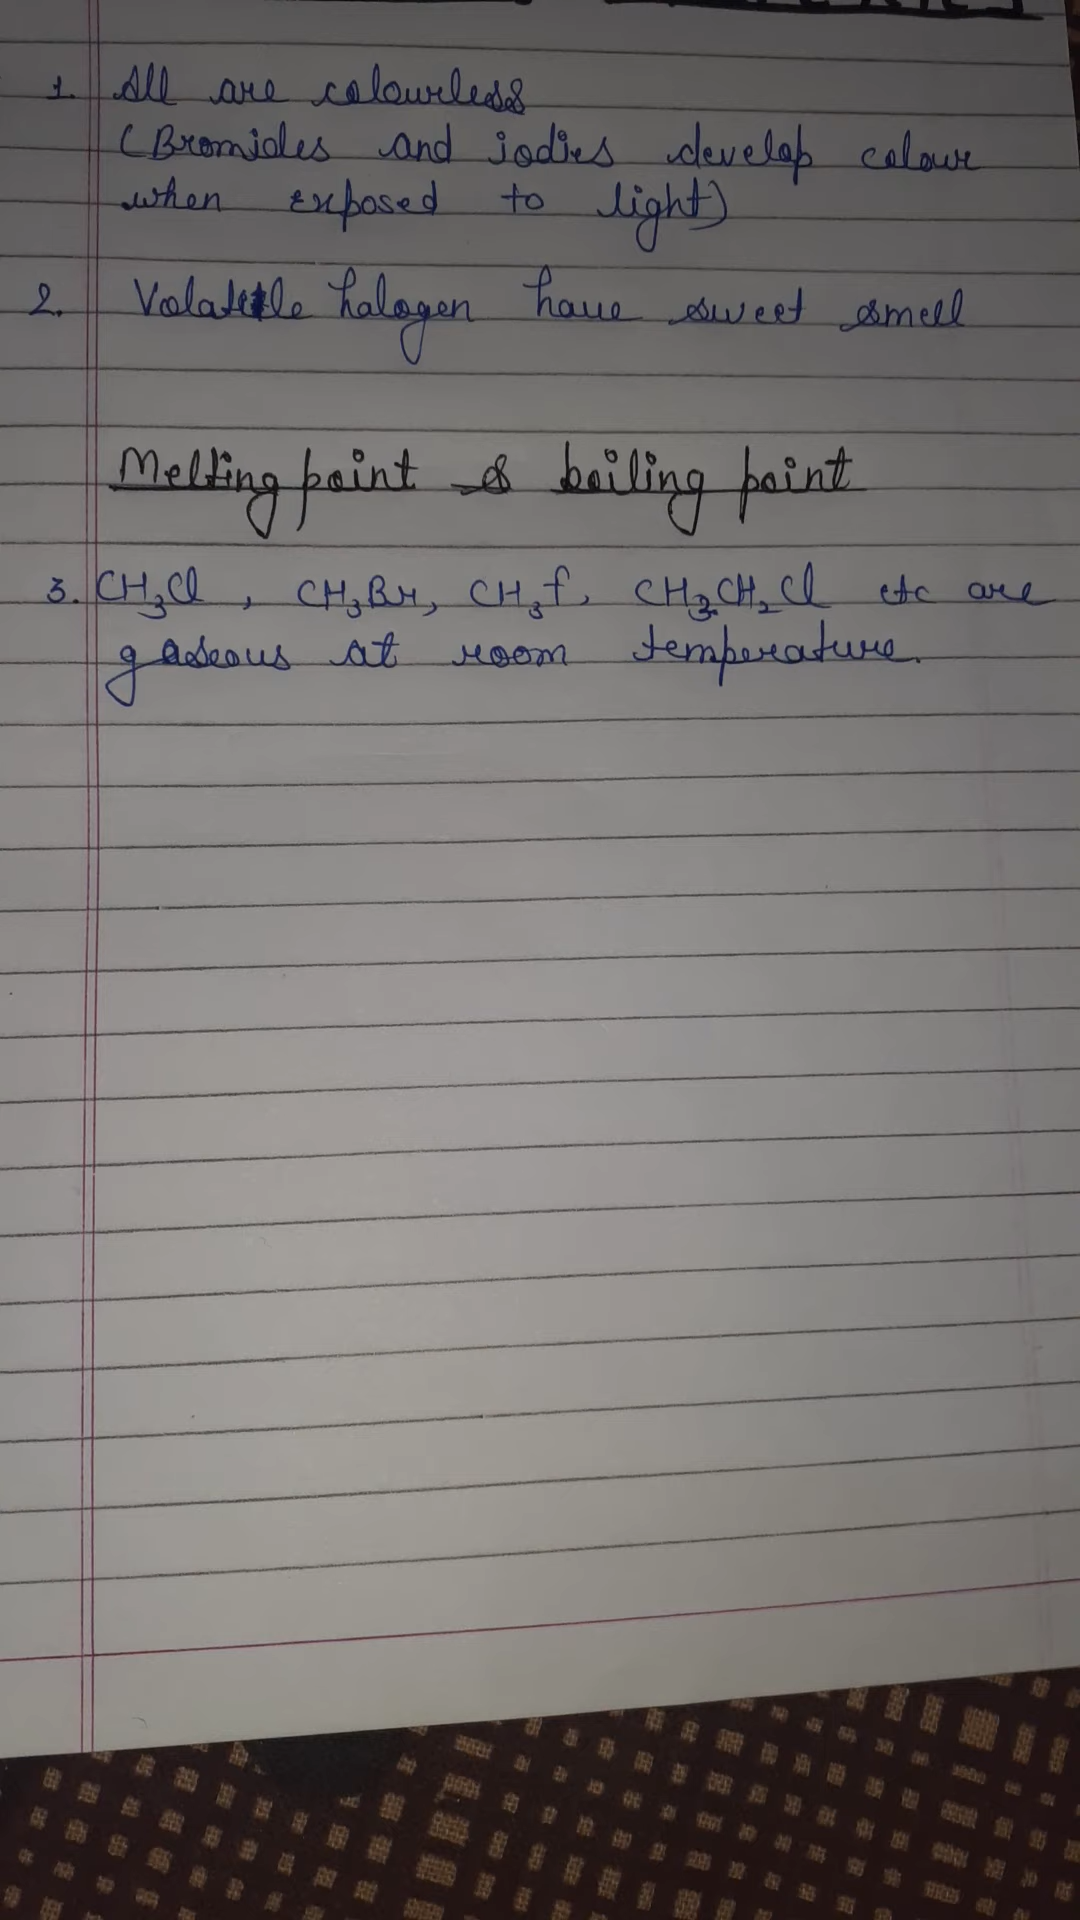 1. All are colourless
(Bromides and iodies develop colour
when exposed to light)
2. Volatile halogen have sweet smell
Melting point & boiling point
3. CH₃Cl, CH₃Br, CH₃f, CH₃CH₂Cl etc are
gaseous at room temperature.